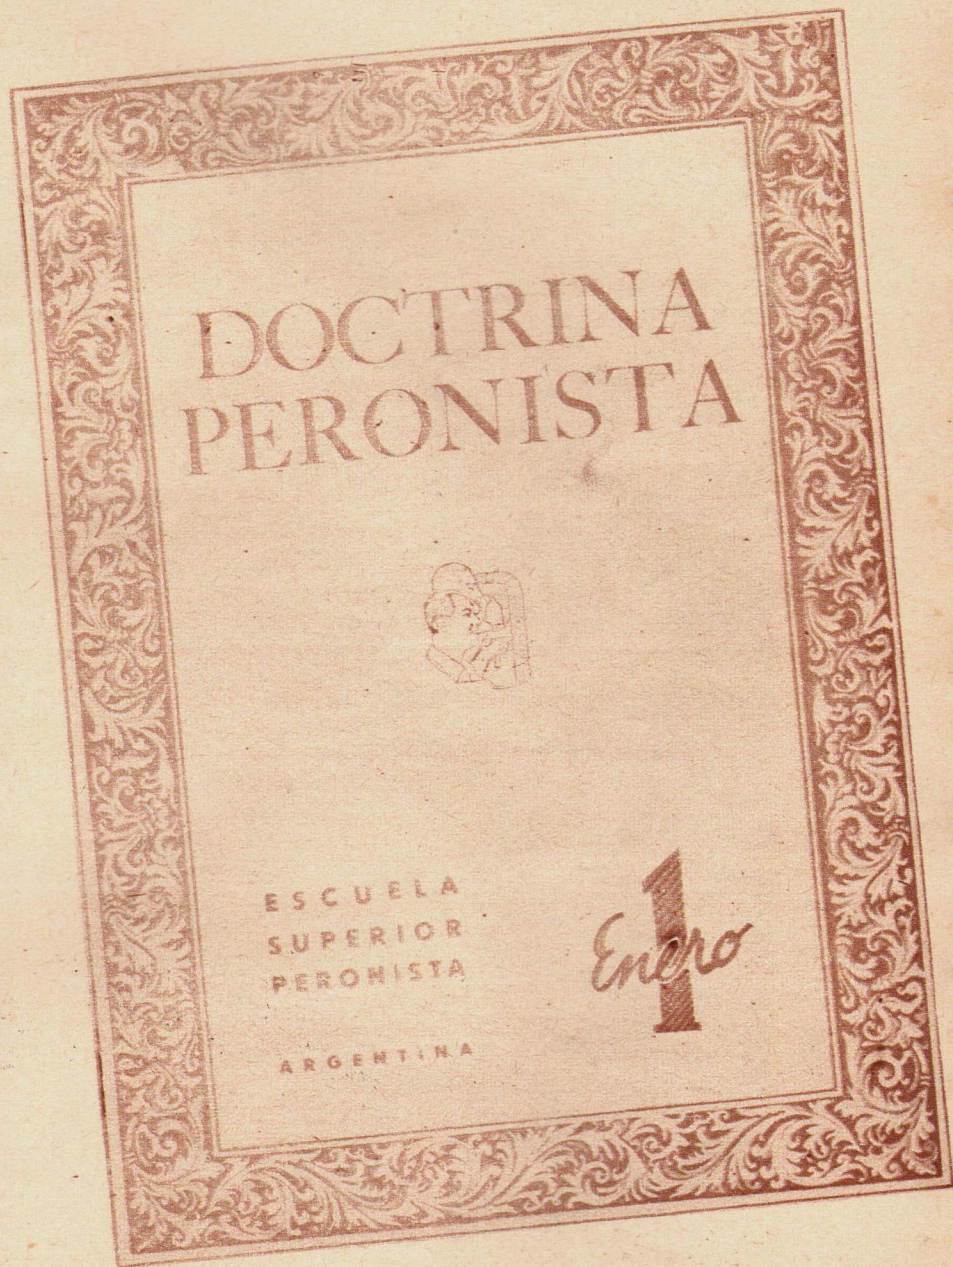 DOCTRINA
PERONISTA
ESCUELA
SUPERIOR
PERONISTA
ARGENTINA
1
Enero